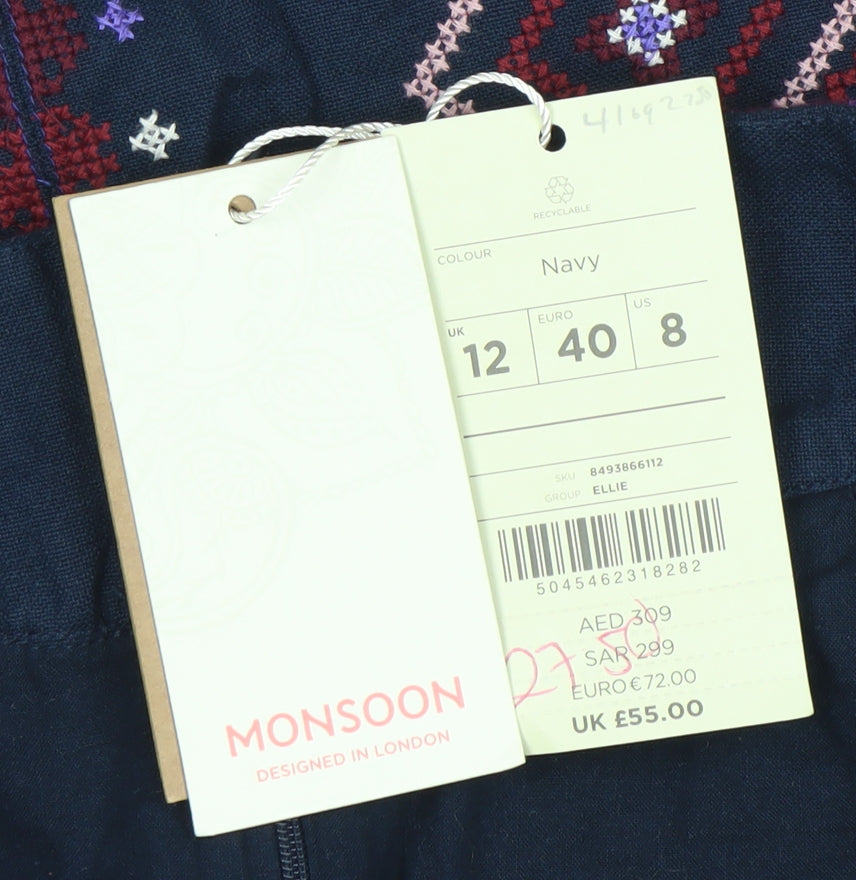 MONSOON
DESIGNED IN LONDON
RECYCLABLE
COLOUR
Navy
UK
12
EURO
40
US
8
SKU 8493866112
GROUP ELLIE
5045462318282
AED 309
SAR 299
27 50
EURO €72.00
UK £55.00